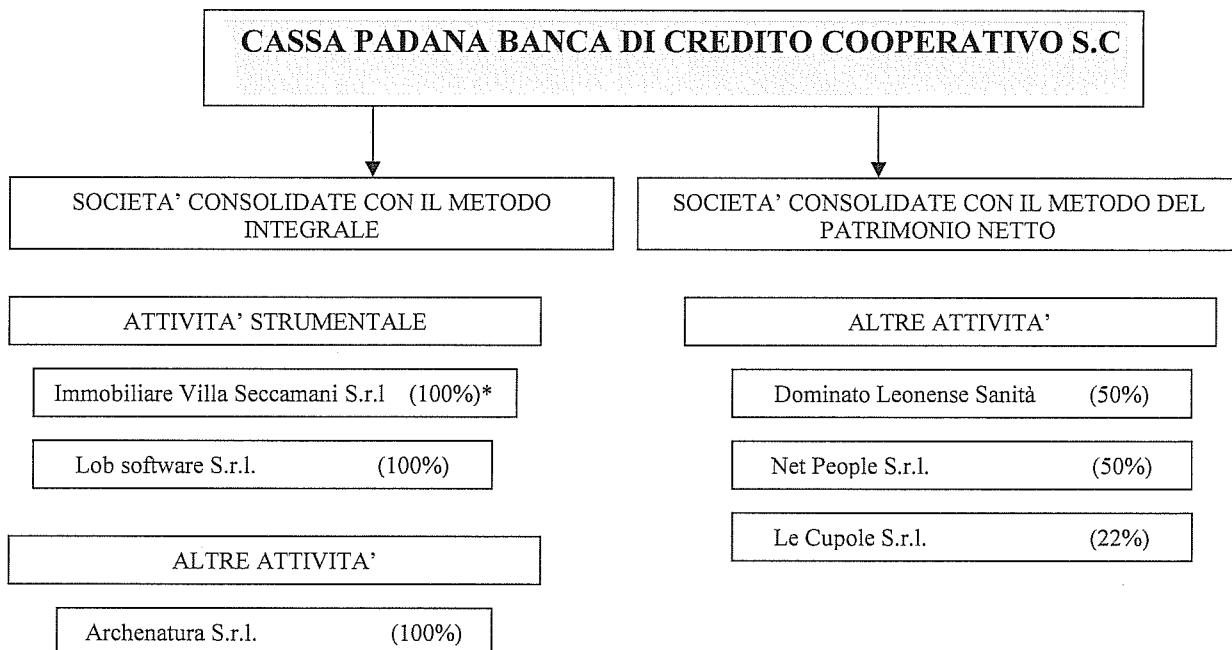 CASSA PADANA BANCA DI CREDITO COOPERATIVO S.C
SOCIETA’ CONSOLIDATE CON IL METODO
INTEGRALE
SOCIETA’ CONSOLIDATE CON IL METODO DEL
PATRIMONIO NETTO
ATTIVITA’ STRUMENTALE
Immobiliare Villa Seccamani S.r.l (100%)*
Lob software S.r.l. (100%)
ALTRE ATTIVITA’
Archenatura S.r.l. (100%)
ALTRE ATTIVITA’
Dominato Leonense Sanità (50%)
Net People S.r.l. (50%)
Le Cupole S.r.l. (22%)